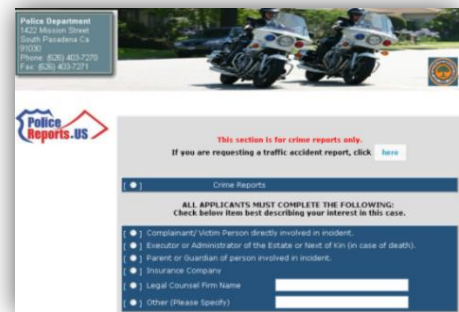 Police Department
1422 Mission Street
South Pasadena Ca
91030
Phone: (626) 403-7270
Fax: (626) 403-7271
Police
Reports.US
This section is for crime reports only.
If you are requesting a traffic accident report, click here
[ ] Crime Reports
ALL APPLICANTS MUST COMPLETE THE FOLLOWING:
Check below item best describing your interest in this case.
[ ] Complainant/ Victim Person directly involved in incident.
[ ] Executor or Administrator of the Estate or Next of Kin (in case of death).
[ ] Parent or Guardian of person involved in incident.
[ ] Insurance Company
[ ] Legal Counsel Firm Name
[ ] Other (Please Specify)